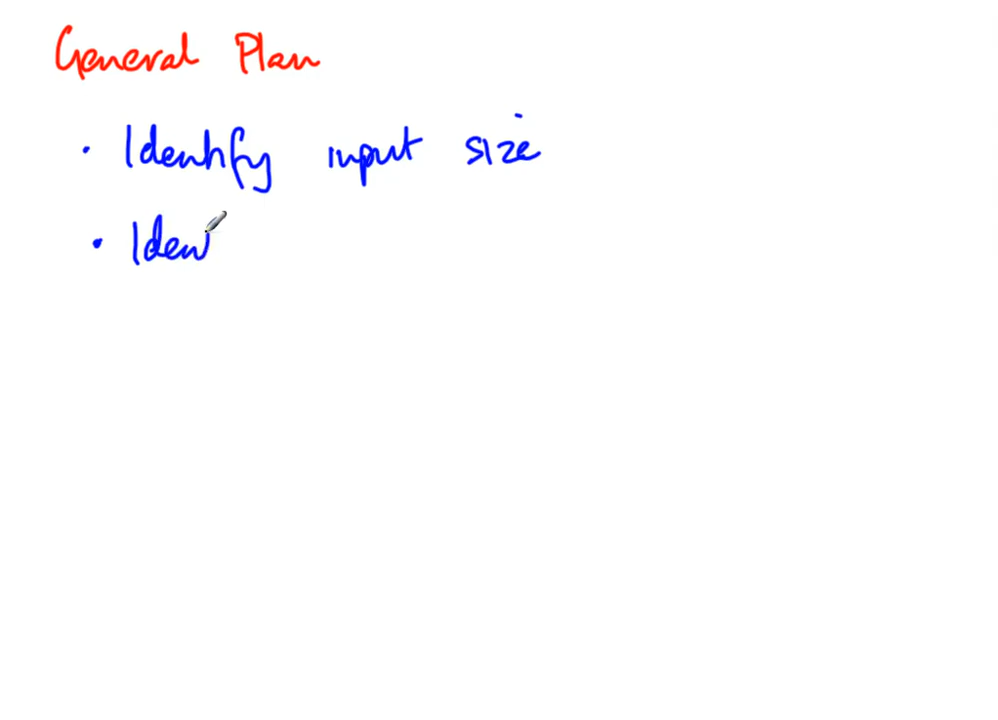 General Plan
· Identify input size
· Iden